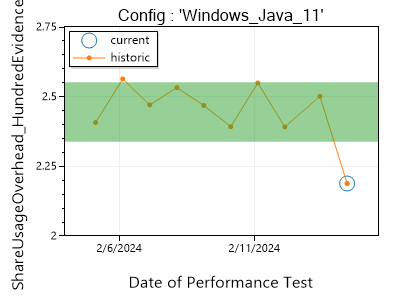 Config : 'Windows_Java_11'
ShareUsageOverhead_HundredEvidence
2.75
2.5
2.25
2
current
historic
2/6/2024
2/11/2024
Date of Performance Test